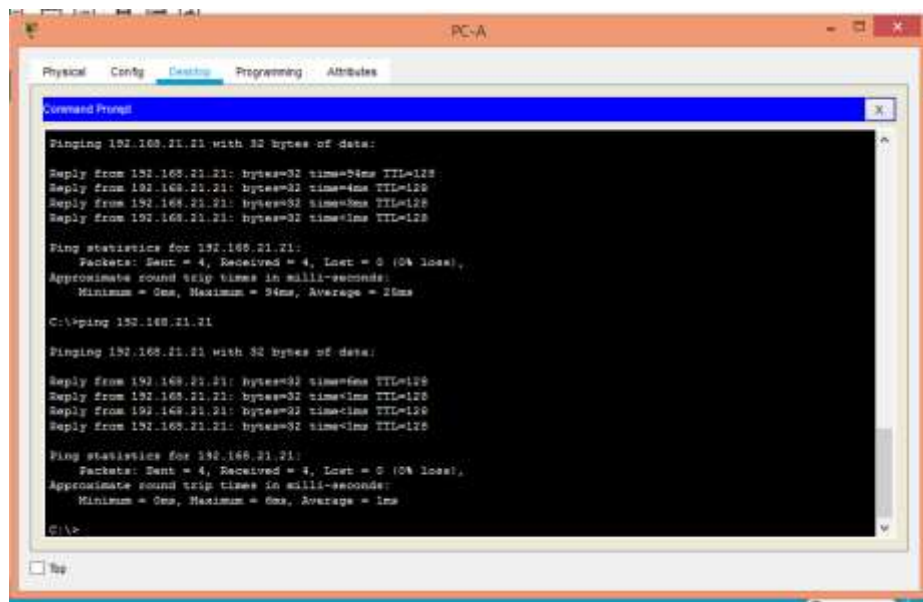 PC-A
Physical Config Desktop Programming Attributes
Command Prompt
X
Pinging 192.168.21.21 with 32 bytes of data:
Reply from 192.168.21.21: bytes=32 time=94ms TTL=128
Reply from 192.168.21.21: bytes=32 time=4ms TTL=128
Reply from 192.168.21.21: bytes=32 time=3ms TTL=128
Reply from 192.168.21.21: bytes=32 time<1ms TTL=128
Ping statistics for 192.168.21.21:
Packets: Sent = 4, Received = 4, Lost = 0 (0% loss),
Approximate round trip times in milli-seconds:
Minimum = 0ms, Maximum = 94ms, Average = 25ms
C:\>ping 192.168.21.21
Pinging 192.168.21.21 with 32 bytes of data:
Reply from 192.168.21.21: bytes=32 time=6ms TTL=128
Reply from 192.168.21.21: bytes=32 time<1ms TTL=128
Reply from 192.168.21.21: bytes=32 time<1ms TTL=128
Reply from 192.168.21.21: bytes=32 time<1ms TTL=128
Ping statistics for 192.168.21.21:
Packets: Sent = 4, Received = 4, Lost = 0 (0% loss),
Approximate round trip times in milli-seconds:
Minimum = 0ms, Maximum = 6ms, Average = 1ms
C:\>
Top